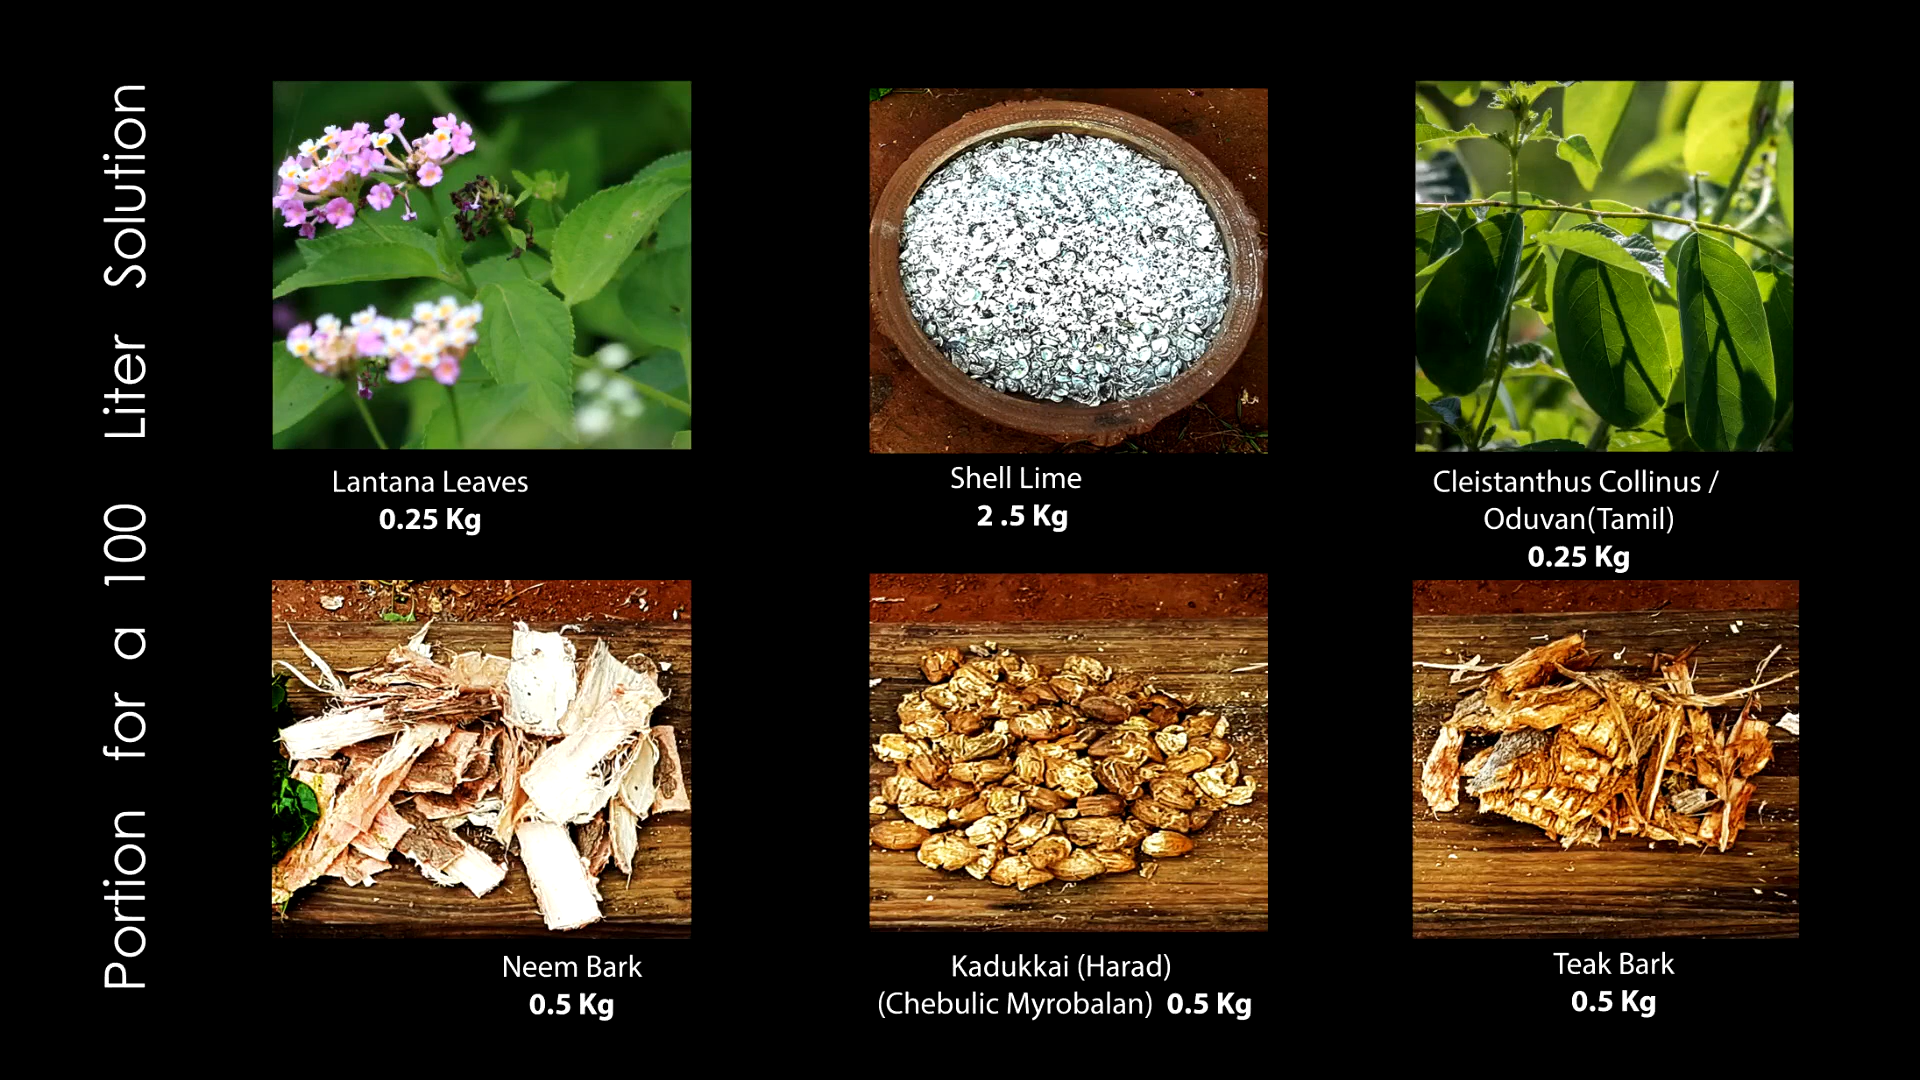 Portion for a 100 Liter Solution
Lantana Leaves
0.25 Kg
Shell Lime
2 .5 Kg
Cleistanthus Collinus /
Oduvan(Tamil)
0.25 Kg
Neem Bark
0.5 Kg
Kadukkai (Harad)
(Chebulic Myrobalan) 0.5 Kg
Teak Bark
0.5 Kg